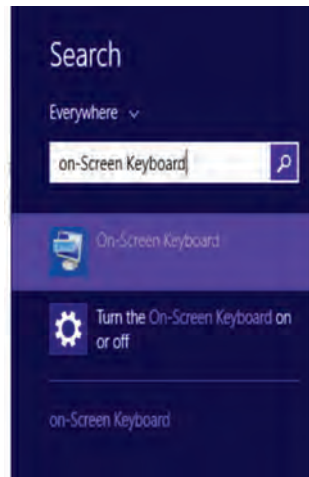 Search
Everywhere
on-Screen Keyboard
On-Screen Keyboard
Turn the On-Screen Keyboard on
or off
on-Screen Keyboard